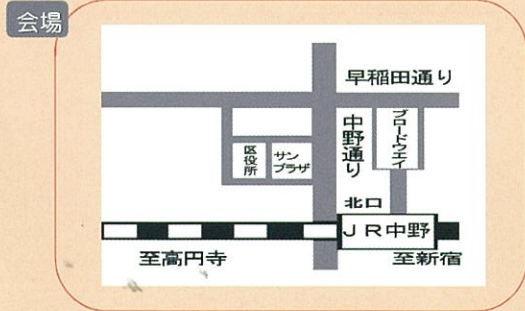 会場
早稲田通り
中野通り
ブロードウエイ
区役所
サンプラザ
北口
JR中野
至高円寺
至新宿